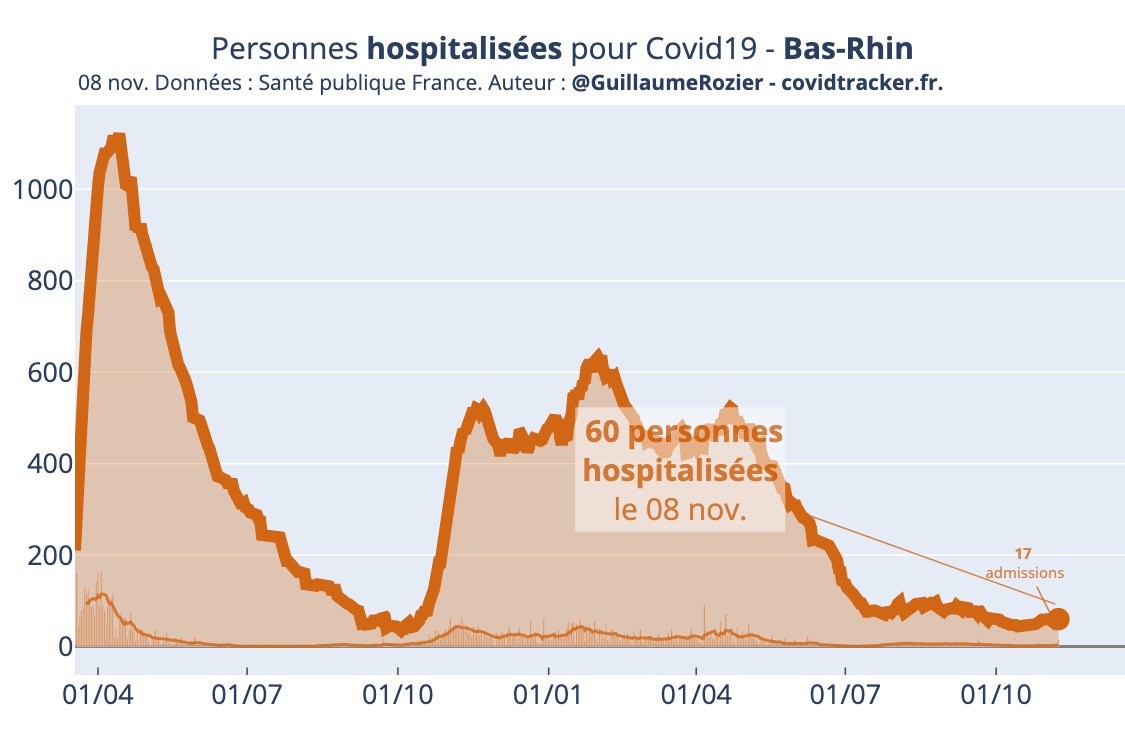 Personnes hospitalisées pour Covid19 - Bas-Rhin
08 nov. Données : Santé publique France. Auteur : @GuillaumeRozier - covidtracker.fr.
1000
800
600
400
200
0
60 personnes
hospitalisées
le 08 nov.
17
admissions
01/04
01/07
01/10
01/01
01/04
01/07
01/10